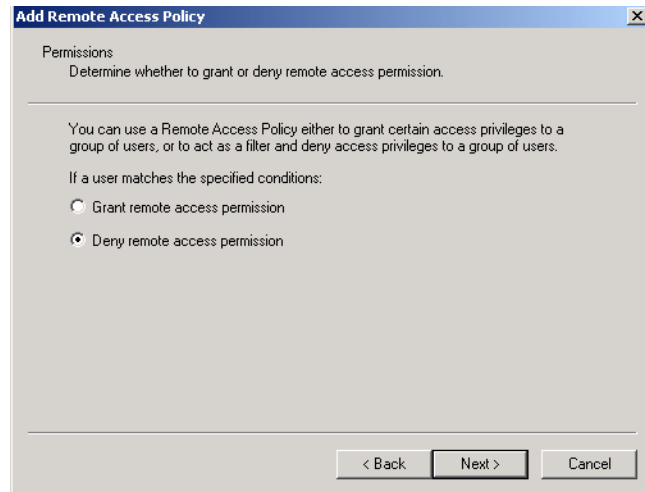 Add Remote Access Policy
Permissions
Determine whether to grant or deny remote access permission.
You can use a Remote Access Policy either to grant certain access privileges to a
group of users, or to act as a filter and deny access privileges to a group of users.
If a user matches the specified conditions:
Grant remote access permission
Deny remote access permission
< Back
Next >
Cancel